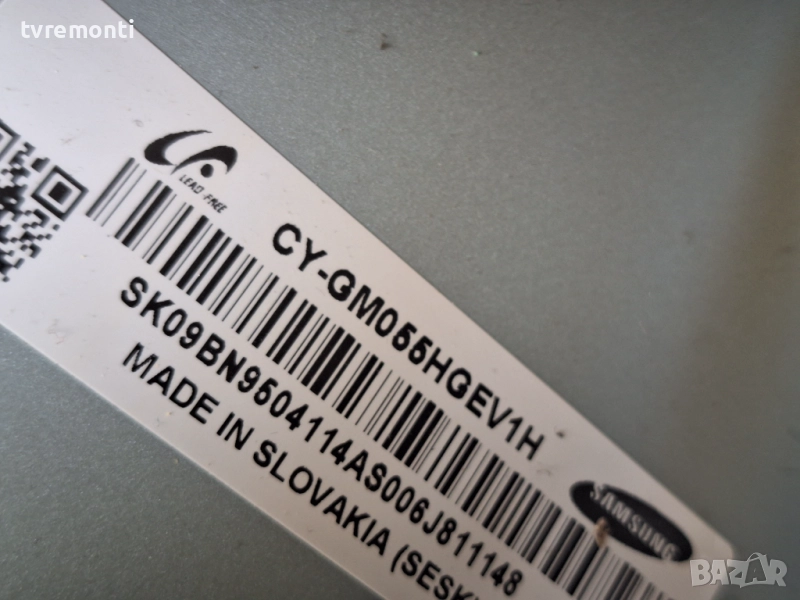 tvremonti
LEAD-FREE
CY-GM055HGEV1H
SK09BN9504114AS006J811148
MADE IN SLOVAKIA (SESK
SAMSUNG
BAZAR